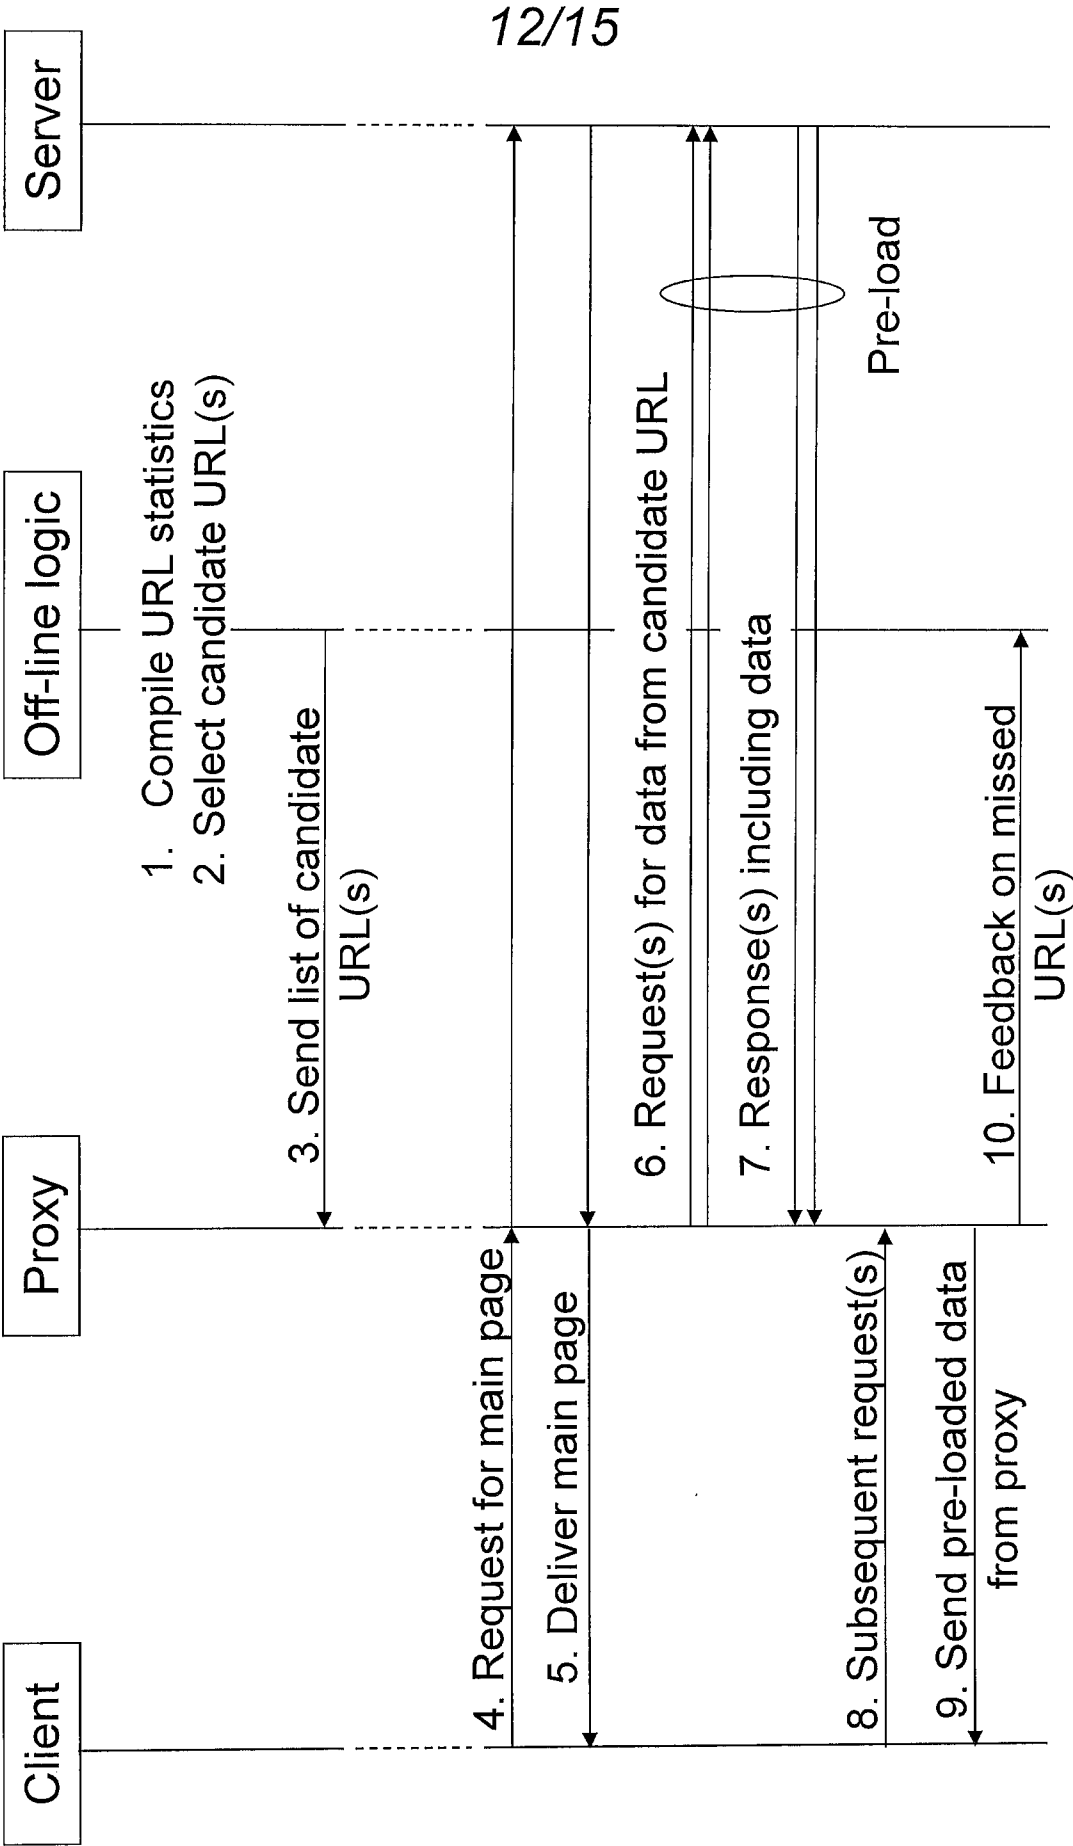 12/15
Client
Proxy
Off-line logic
Server
1. Compile URL statistics
2. Select candidate URL(s)
3. Send list of candidate
URL(s)
4. Request for main page
5. Deliver main page
6. Request(s) for data from candidate URL
7. Response(s) including data
Pre-load
8. Subsequent request(s)
9. Send pre-loaded data
from proxy
10. Feedback on missed
URL(s)